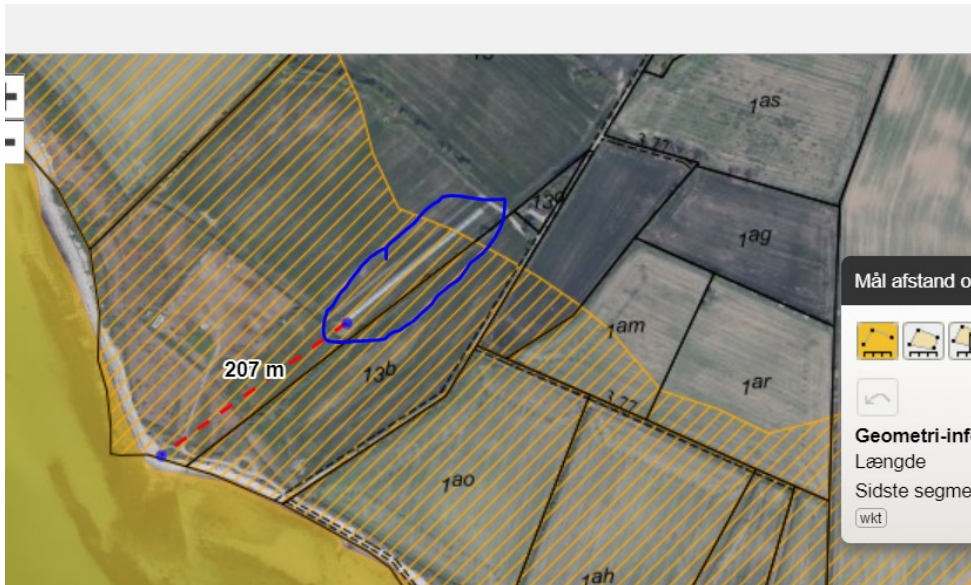 1as
3,77
1ag
Mål afstand o
1am
207 m
13b
1ar
3,77
Geometri-inf
Længde
1ao
Sidste segme
wkt
1ah